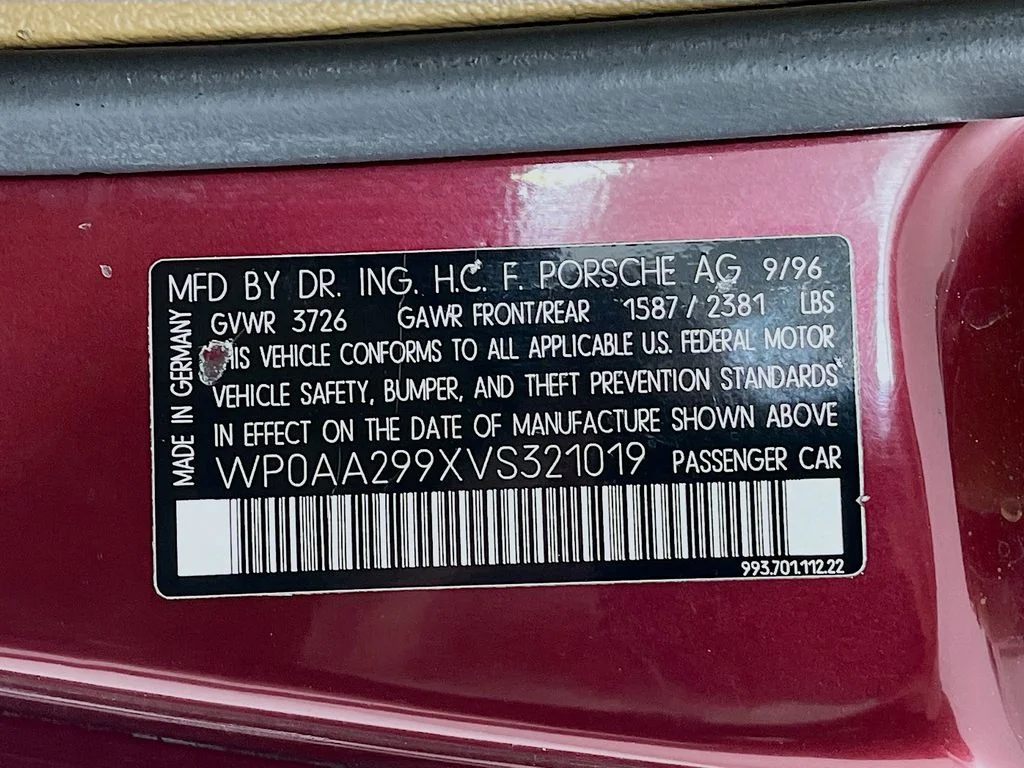 MFD BY DR. ING. H.C. F. PORSCHE AG 9/96
GVWR 3726 GAWR FRONT/REAR 1587 / 2381 LBS
HIS VEHICLE CONFORMS TO ALL APPLICABLE U.S. FEDERAL MOTOR
VEHICLE SAFETY, BUMPER, AND THEFT PREVENTION STANDARDS
IN EFFECT ON THE DATE OF MANUFACTURE SHOWN ABOVE
WP0AA299XVS321019 PASSENGER CAR
MADE IN GERMANY
993.701.112.22